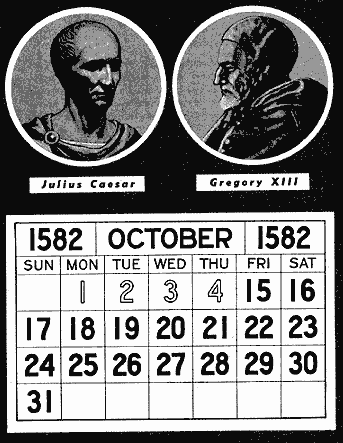 Julius Caesar
Gregory XIII
1582 OCTOBER 1582
SUN MON TUE WED THU FRI SAT
1 2 3 4 15 16
17 18 19 20 21 22 23
24 25 26 27 28 29 30
31